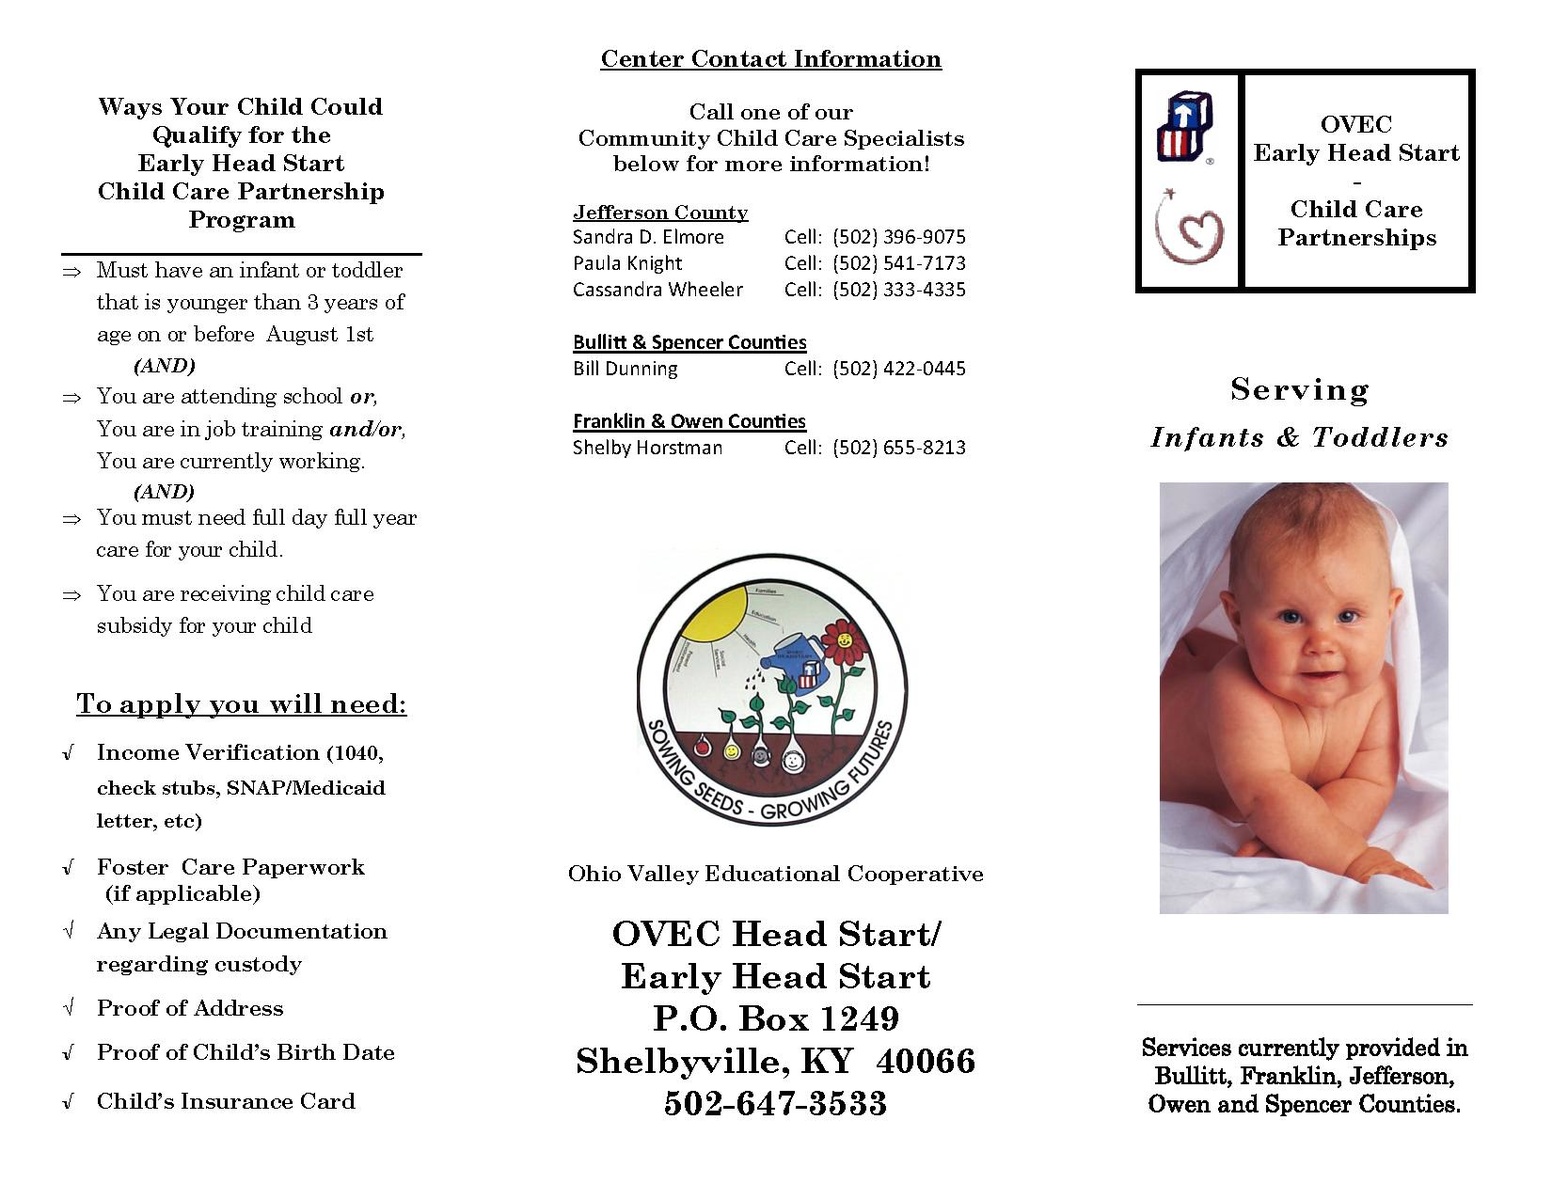 Ways Your Child Could
Qualify for the
Early Head Start
Child Care Partnership
Program
⇒ Must have an infant or toddler
that is younger than 3 years of
age on or before August 1st
(AND)
⇒ You are attending school or,
You are in job training and/or,
You are currently working.
(AND)
⇒ You must need full day full year
care for your child.
⇒ You are receiving child care
subsidy for your child
To apply you will need:
√ Income Verification (1040,
check stubs, SNAP/Medicaid
letter, etc)
√ Foster Care Paperwork
(if applicable)
√ Any Legal Documentation
regarding custody
√ Proof of Address
√ Proof of Child's Birth Date
√ Child's Insurance Card
Center Contact Information
Call one of our
Community Child Care Specialists
below for more information!
Jefferson County
Sandra D. Elmore Cell: (502) 396-9075
Paula Knight Cell: (502) 541-7173
Cassandra Wheeler Cell: (502) 333-4335
Bullitt & Spencer Counties
Bill Dunning Cell: (502) 422-0445
Franklin & Owen Counties
Shelby Horstman Cell: (502) 655-8213
Families
Education
Health
Social Services
SOWING SEEDS - GROWING FUTURES
Ohio Valley Educational Cooperative
OVEC Head Start/
Early Head Start
P.O. Box 1249
Shelbyville, KY 40066
502-647-3533
®
OVEC
Early Head Start
-
Child Care
Partnerships
Serving
Infants & Toddlers
Services currently provided in
Bullitt, Franklin, Jefferson,
Owen and Spencer Counties.